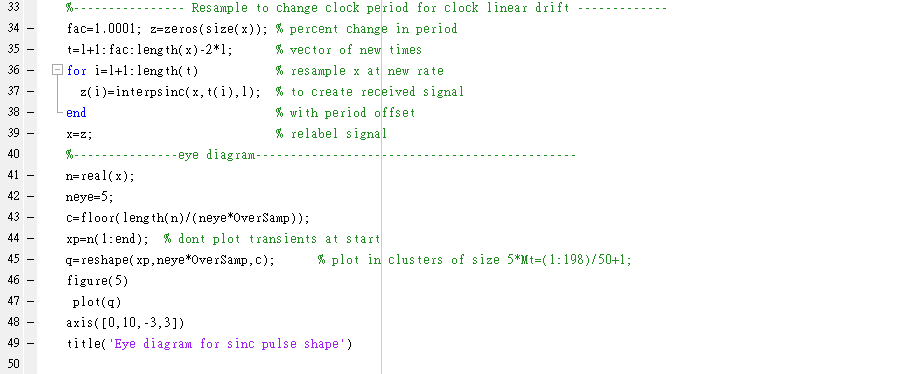 33 %---------------- Resample to change clock period for clock linear drift -------------
34 – fac=1.0001; z=zeros(size(x)); % percent change in period
35 – t=l+1:fac:length(x)-2*l; % vector of new times
36 – for i=l+1:length(t) % resample x at new rate
37 – z(i)=interpsinc(x,t(i),l); % to create received signal
38 – end % with period offset
39 – x=z; % relabel signal
40 %---------------eye diagram-----------------------------------------------
41 – n=real(x);
42 – neye=5;
43 – c=floor(length(n)/(neye*OverSamp));
44 – xp=n(1:end); % dont plot transients at start
45 – q=reshape(xp,neye*OverSamp,c); % plot in clusters of size 5*Mt=(1:198)/50+1;
46 – figure(5)
47 – plot(q)
48 – axis([0,10,-3,3])
49 – title('Eye diagram for sinc pulse shape')
50